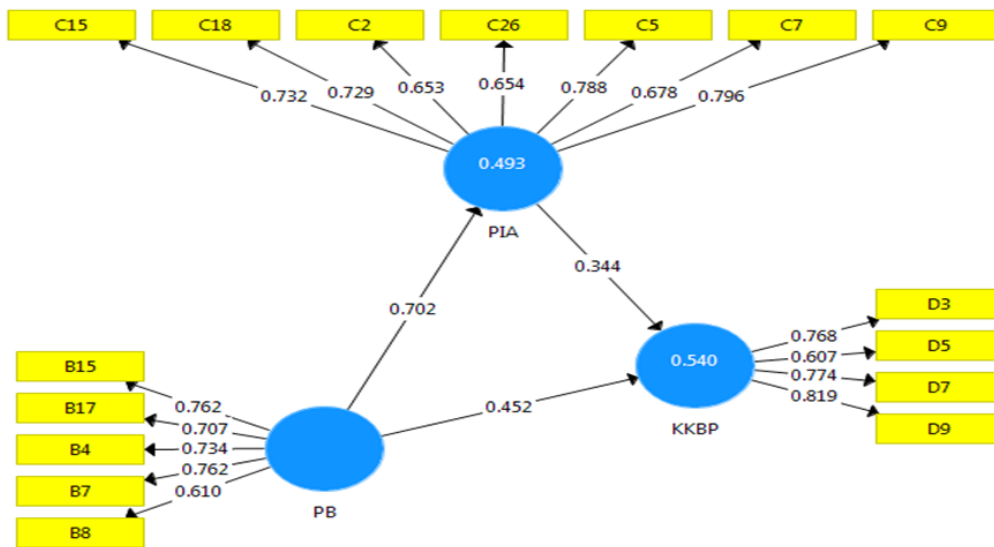 C15 C18 C2 C26 C5 C7 C9
0.732 0.729 0.653 0.654 0.788 0.678 0.796
0.493
PIA
0.344
0.702
D3
0.768
D5
0.607
0.774
D7
0.819
D9
0.540
KKBP
0.452
B15
0.762
B17
0.707
B4
0.734
0.762
B7
0.610
B8
PB